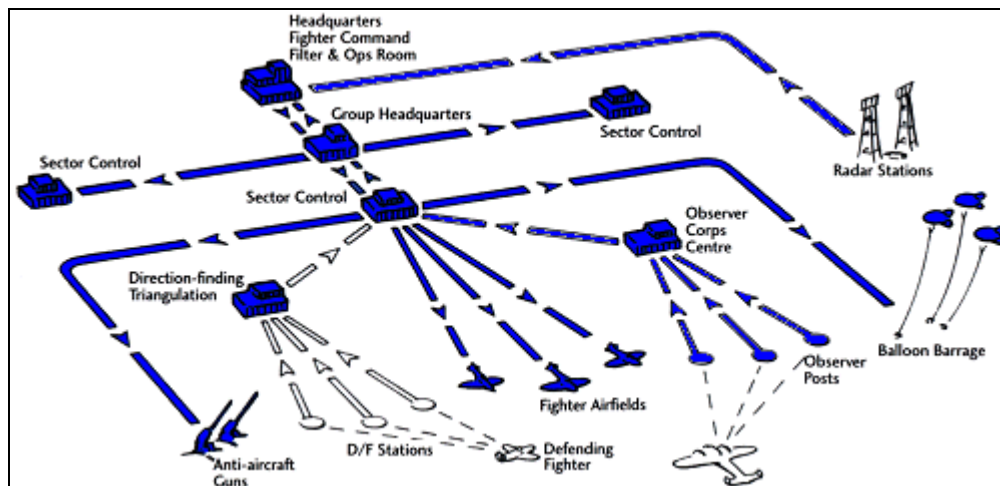 Headquarters
Fighter Command
Filter & Ops Room
Group Headquarters
Sector Control
Sector Control
Radar Stations
Sector Control
Observer
Corps
Centre
Direction-finding
Triangulation
Balloon Barrage
Observer
Posts
Fighter Airfields
D/F Stations
Defending
Fighter
Anti-aircraft
Guns